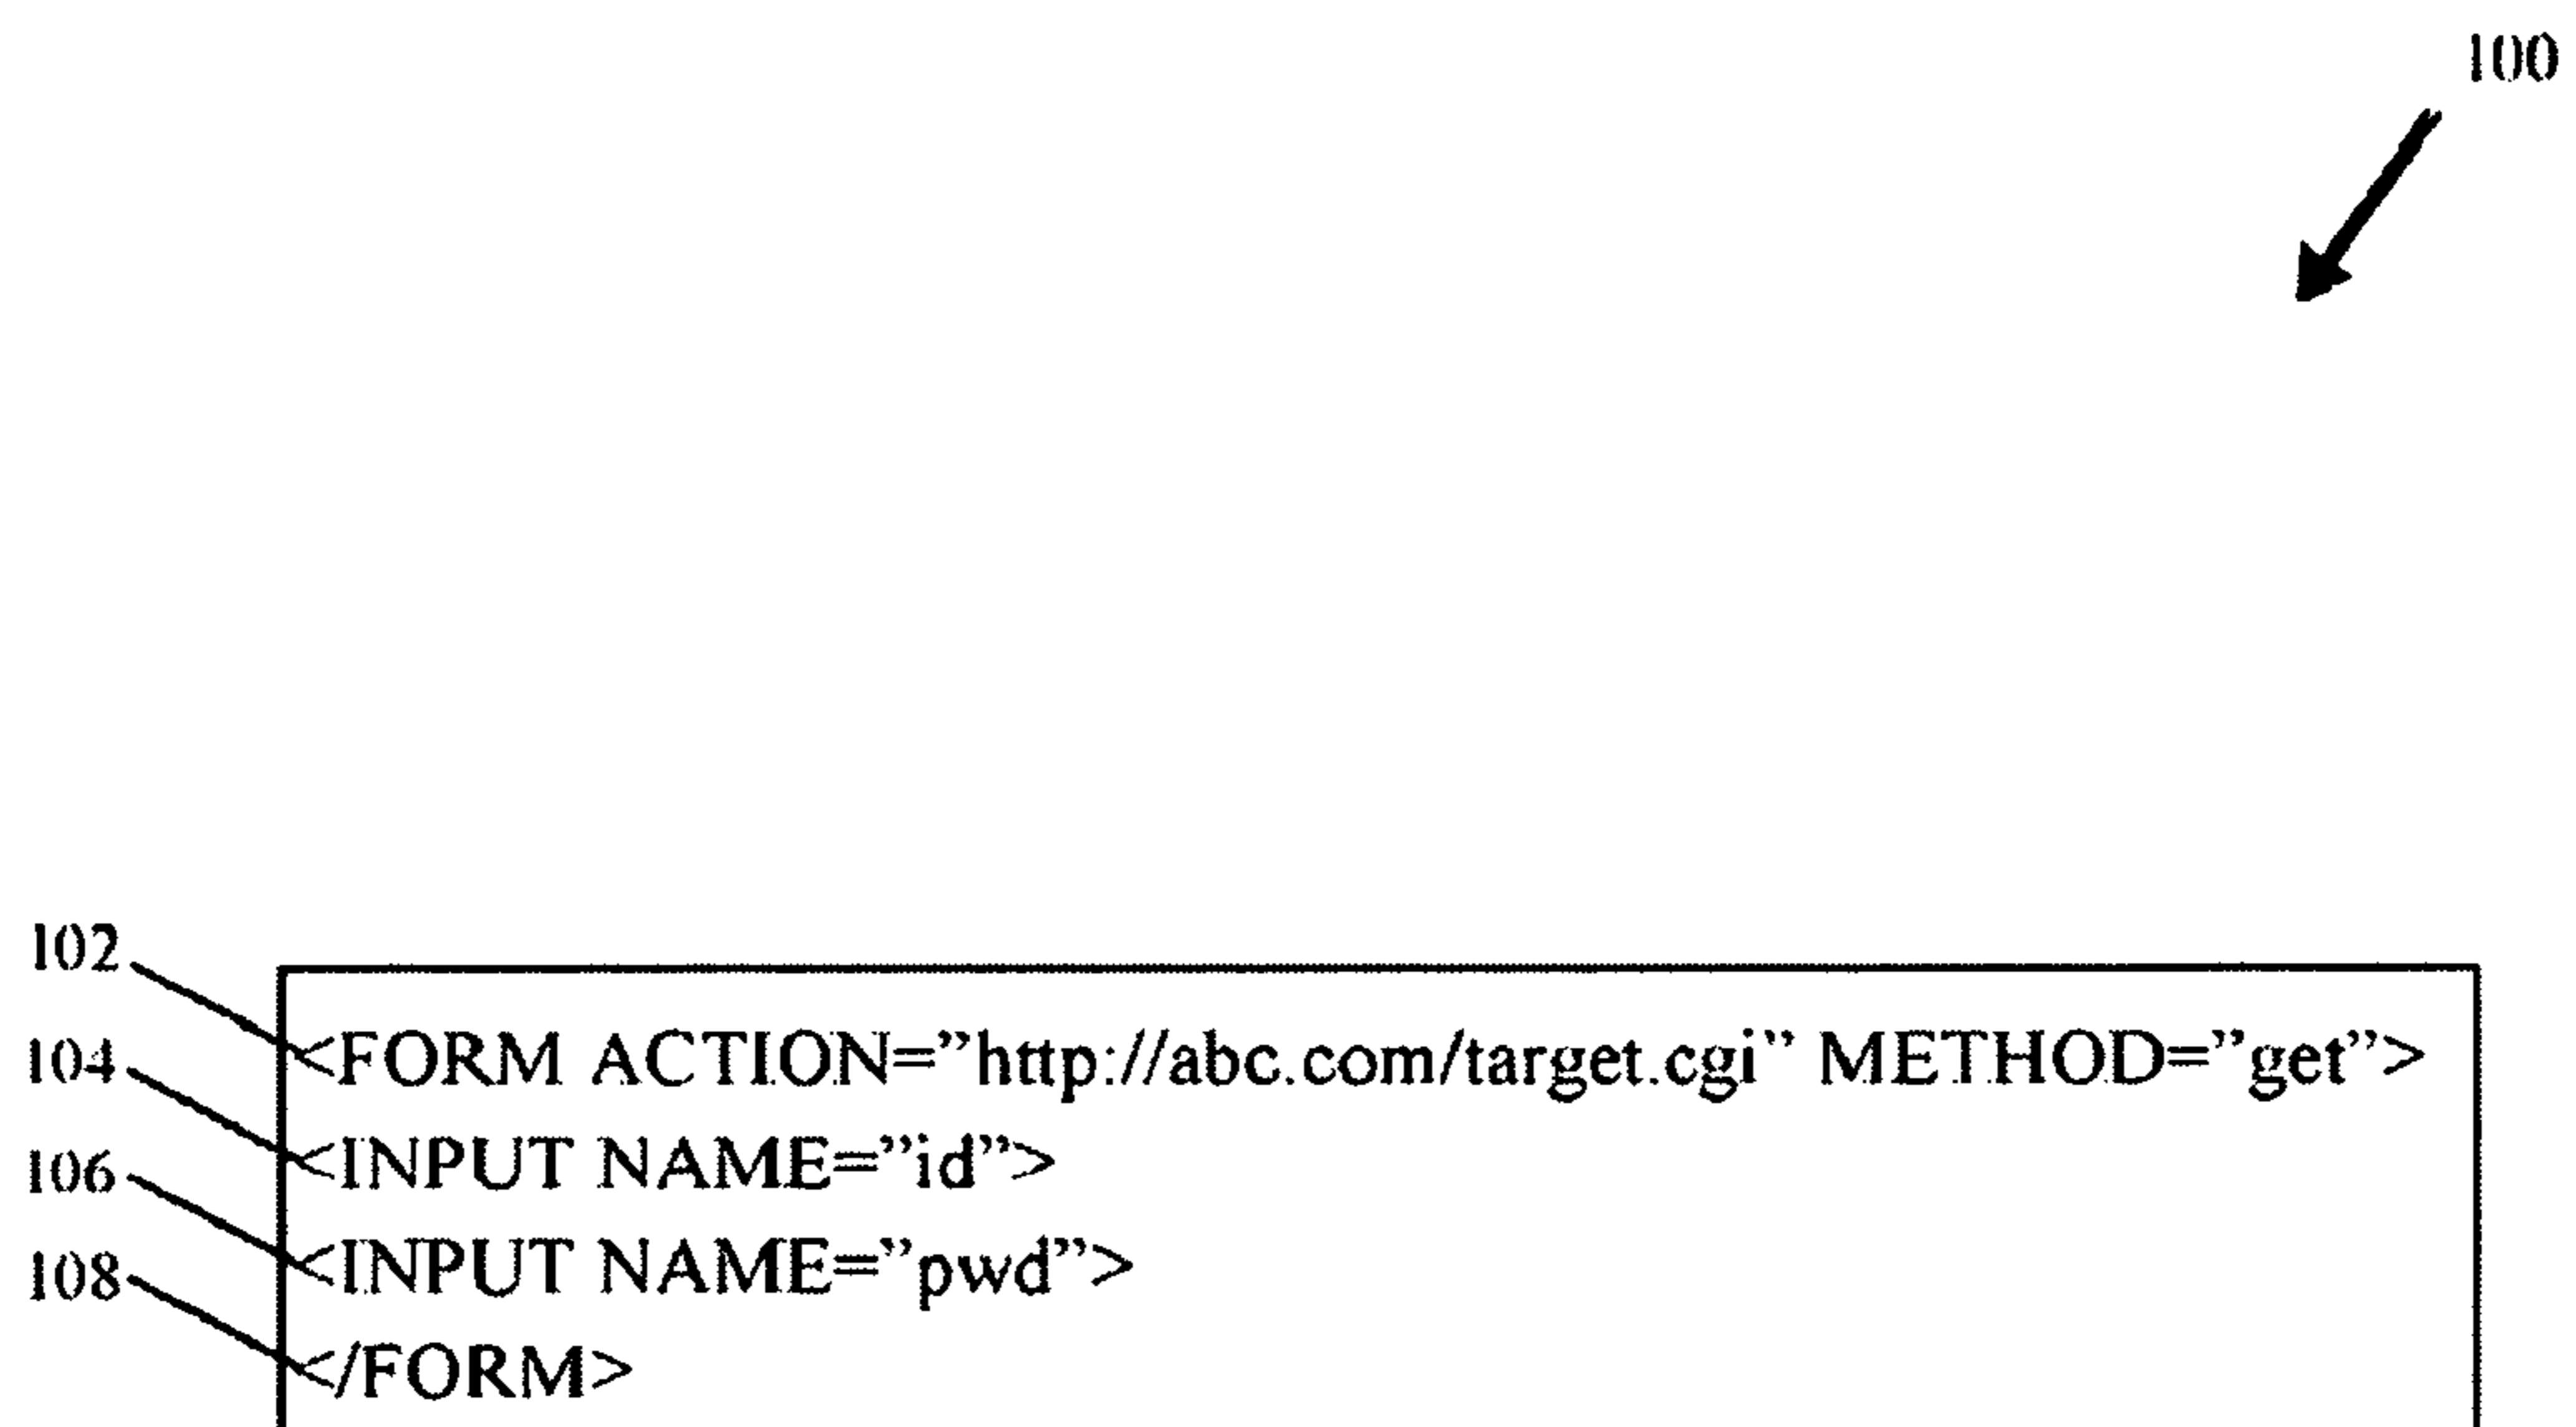 100
102
<FORM ACTION=”http://abc.com/target.cgi” METHOD=”get”>
104
<INPUT NAME=”id”>
106
<INPUT NAME=”pwd”>
108
</FORM>